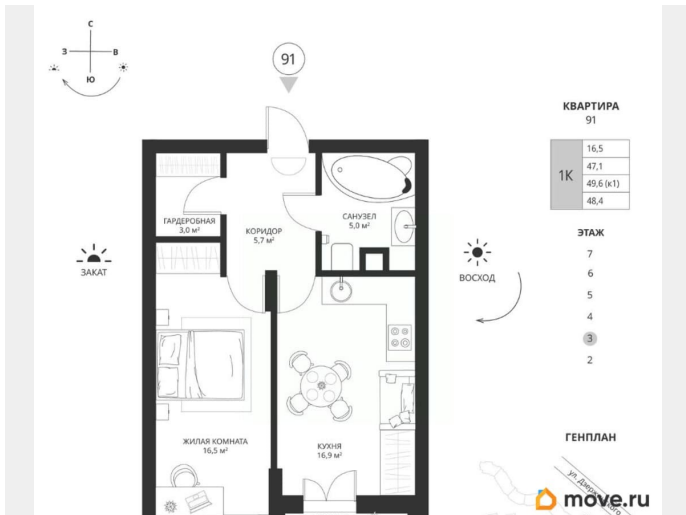 С
З
В
Ю
91
КВАРТИРА
91
1К
16,5
47,1
49,6 (к1)
48,4
ЭТАЖ
7
6
5
4
3
2
ГАРДЕРОБНАЯ
3,0 м²
КОРИДОР
5,7 м²
САНУЗЕЛ
5,0 м²
ЗАКАТ
ВОСХОД
ЖИЛАЯ КОМНАТА
16,5 м²
КУХНЯ
16,9 м²
ГЕНПЛАН
ул.
move.ru